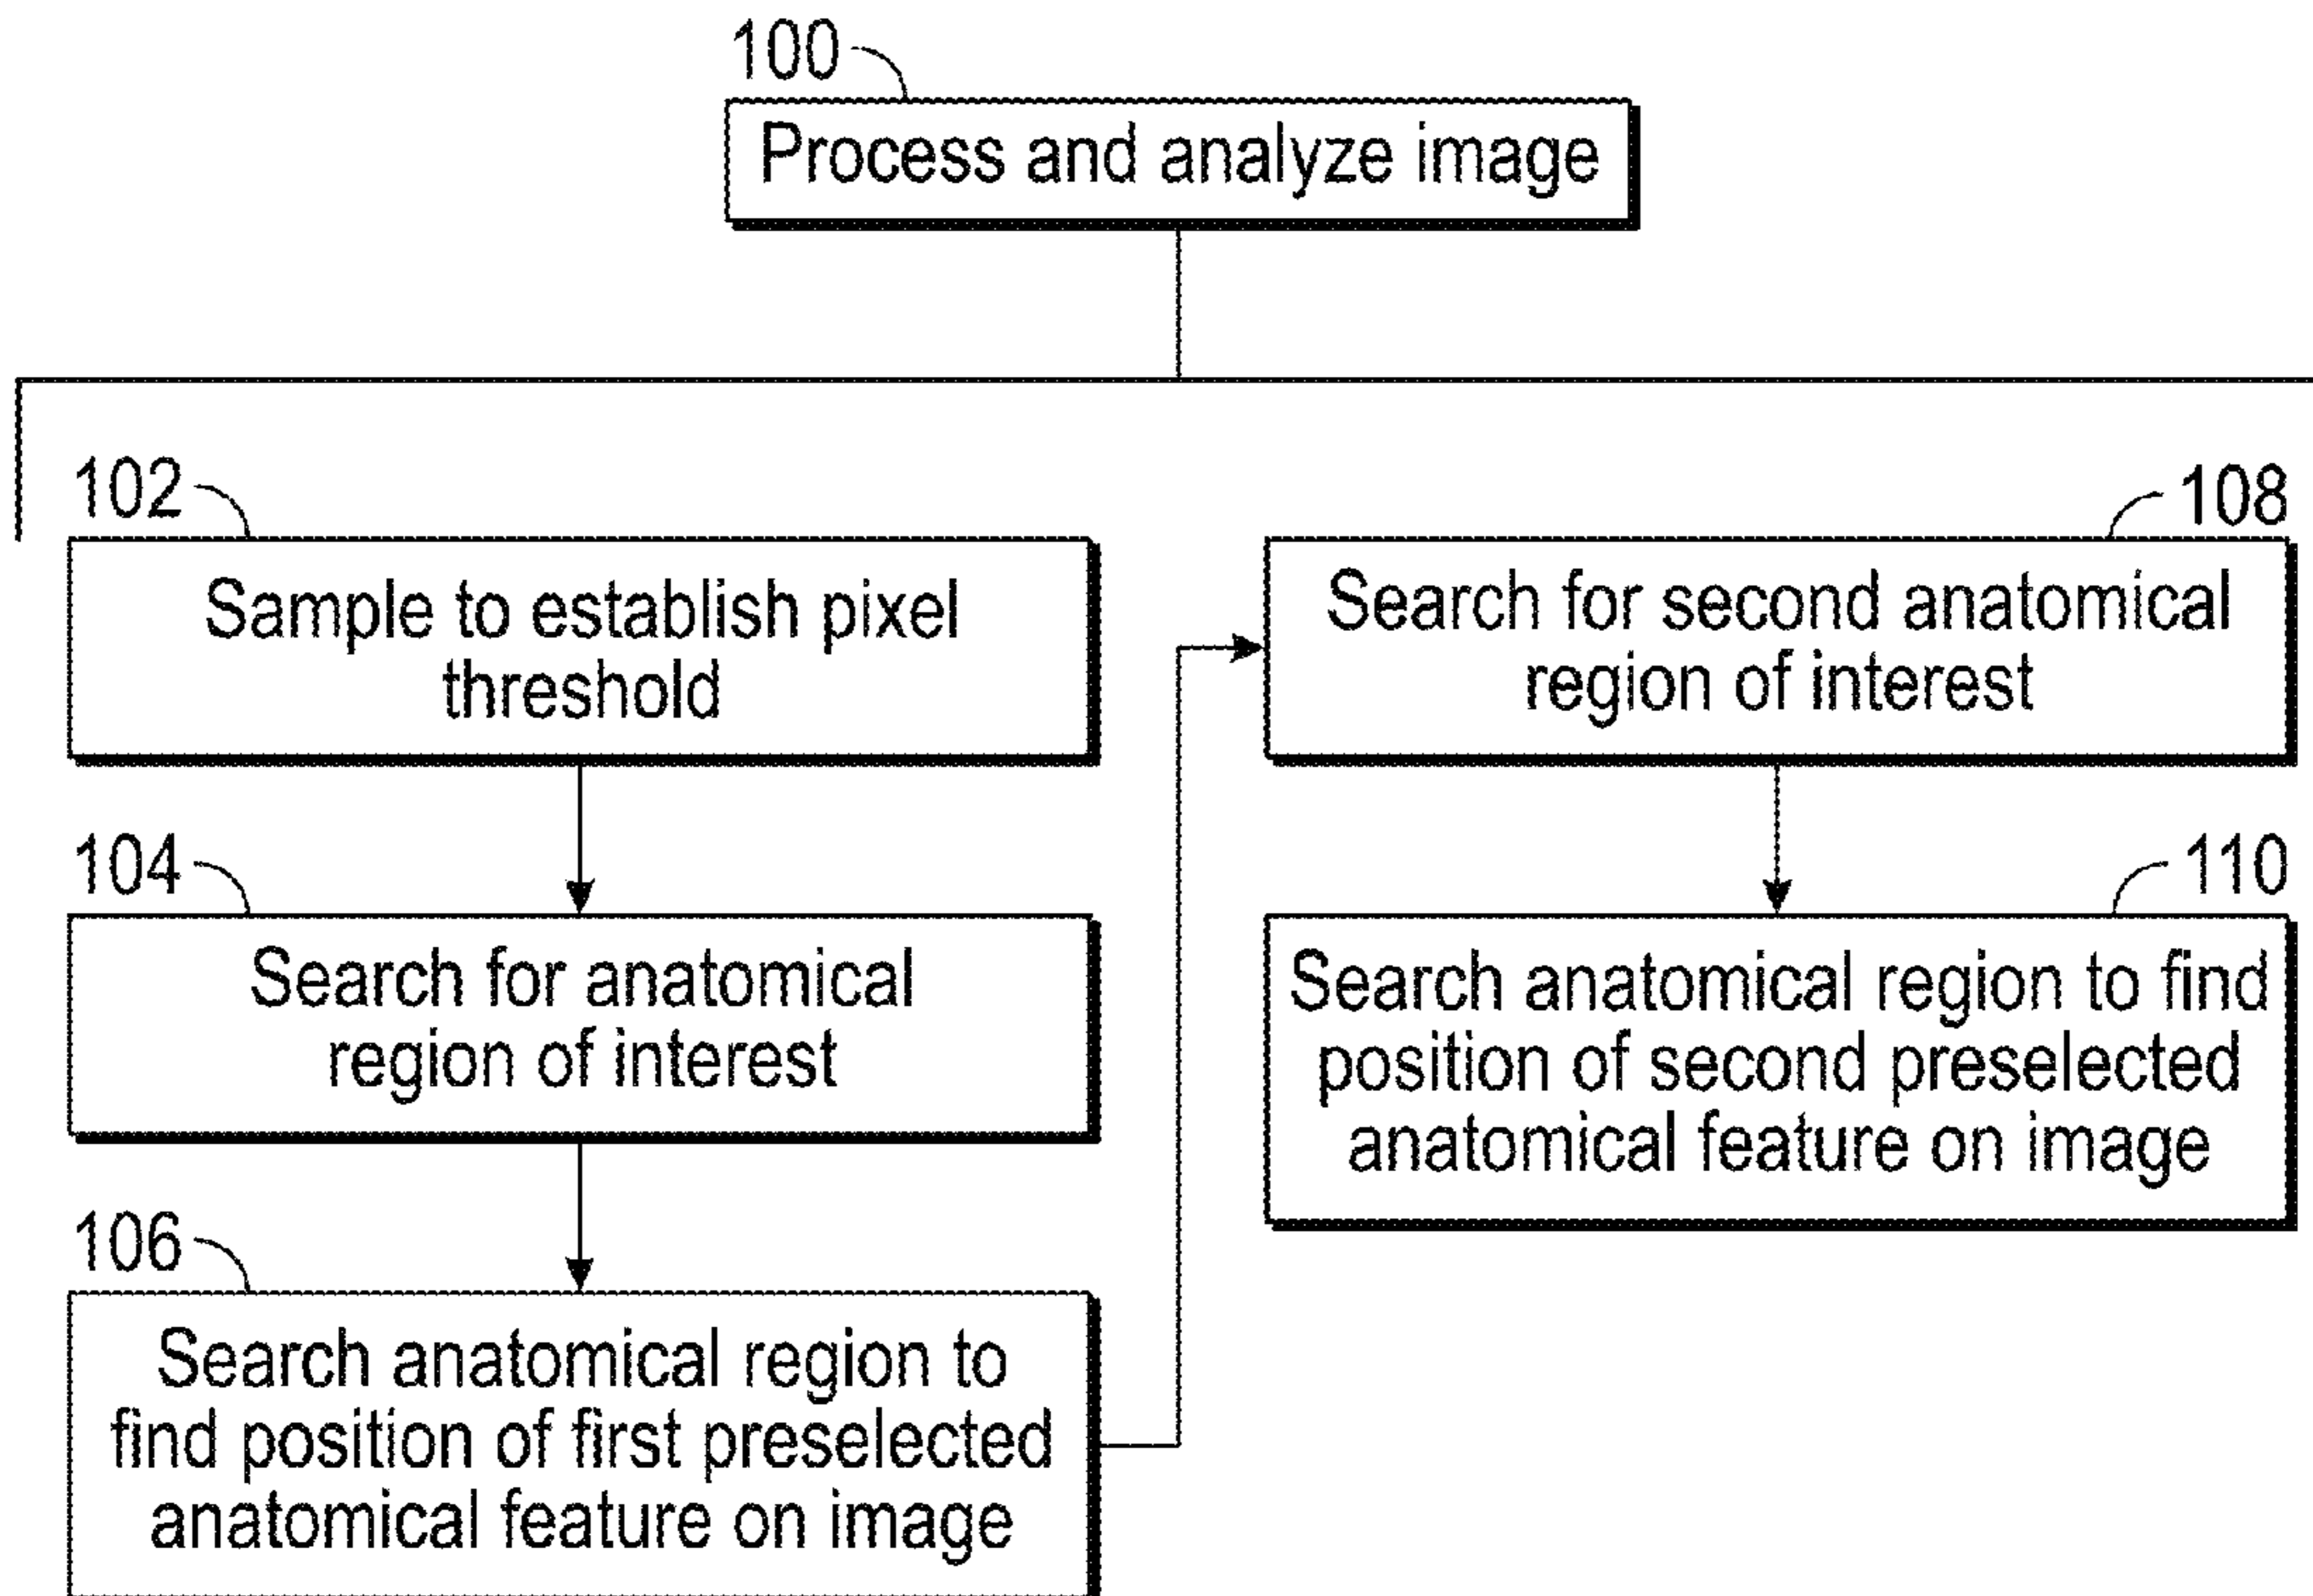 100
Process and analyze image
102
Sample to establish pixel
threshold
104
Search for anatomical
region of interest
106
Search anatomical region to
find position of first preselected
anatomical feature on image
108
Search for second anatomical
region of interest
110
Search anatomical region to find
position of second preselected
anatomical feature on image